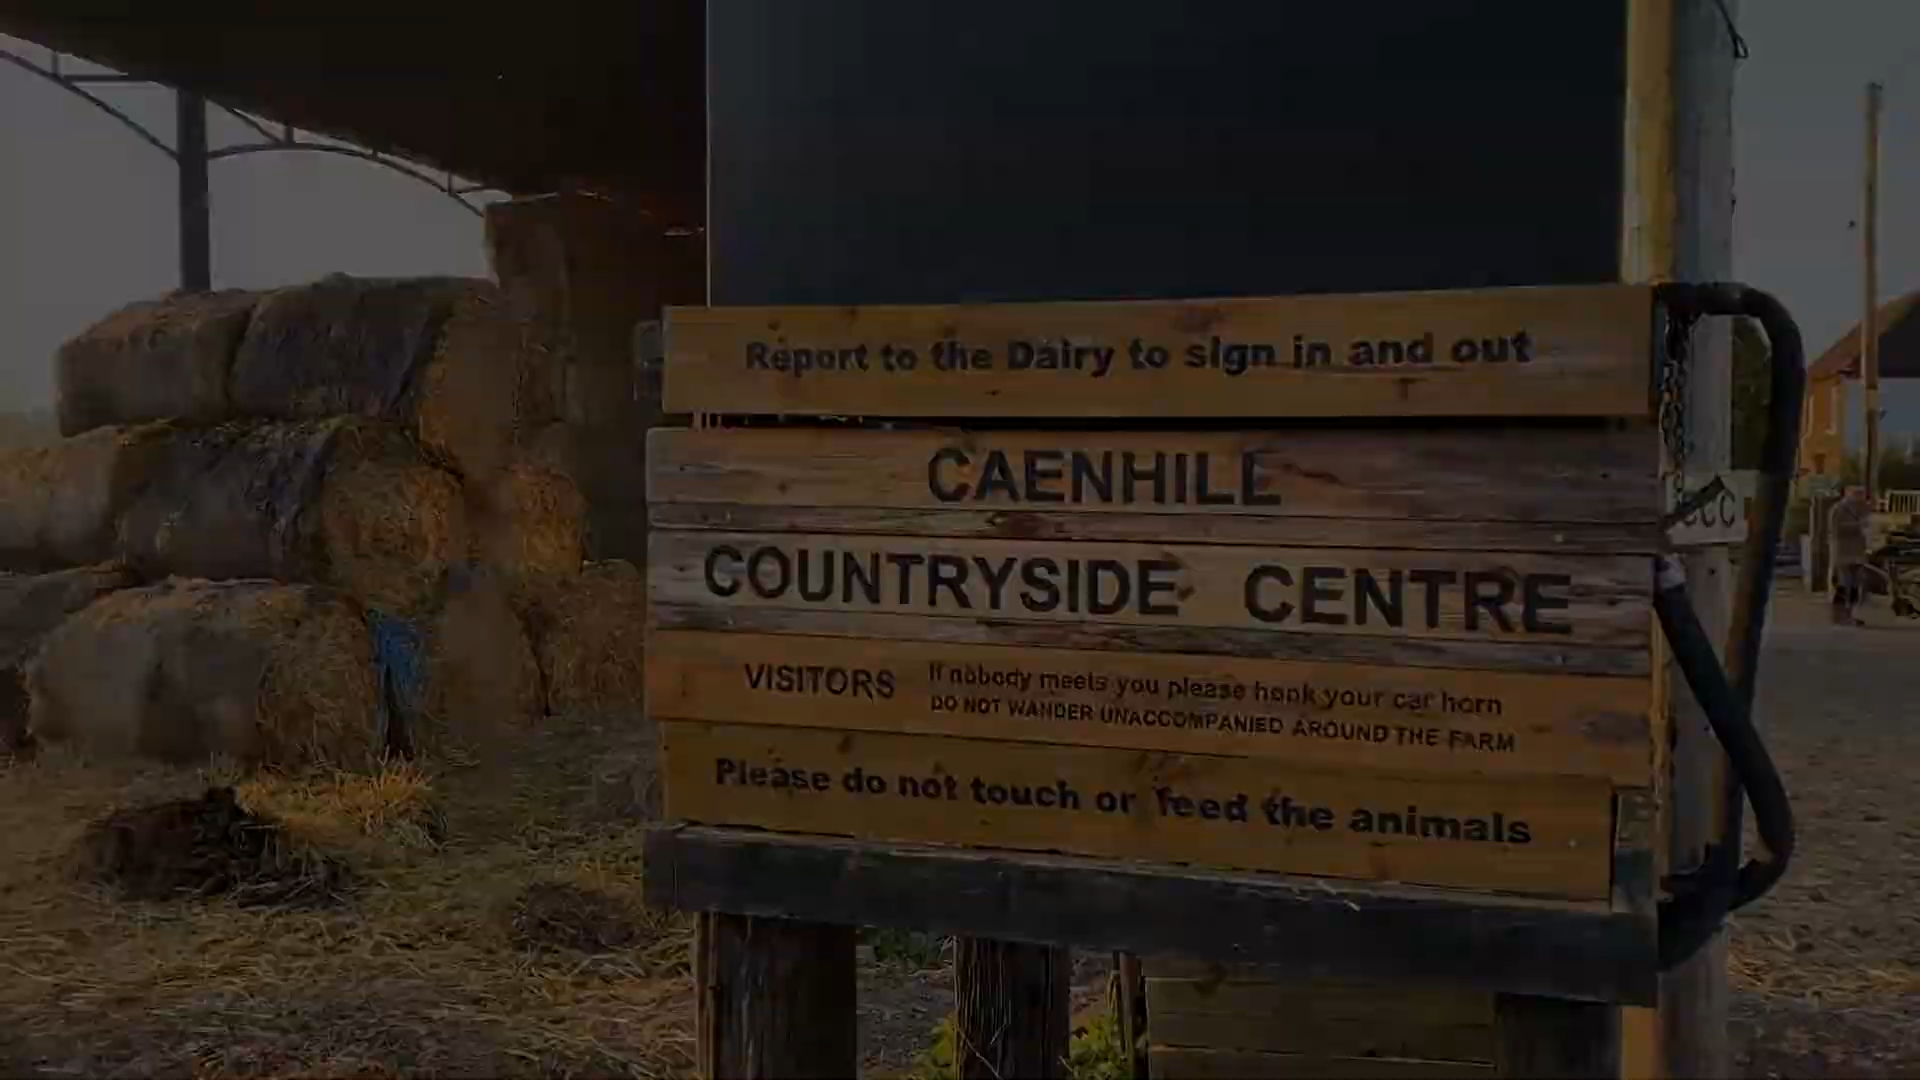 Report to the Dairy to sign in and out
CAENHILL
COUNTRYSIDE CENTRE
CCC
VISITORS If nobody meets you please honk your car horn
DO NOT WANDER UNACCOMPANIED AROUND THE FARM
Please do not touch or feed the animals